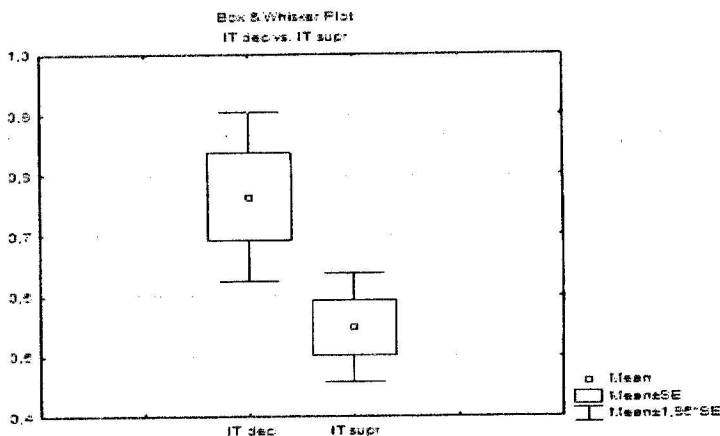 Box & Whisker Plot
IT dec vs. IT supr
1,0
0,9
0,8
0,7
0,6
0,5
0,4
IT dec
IT supr
Mean
Mean±SE
Mean±1,96*SE